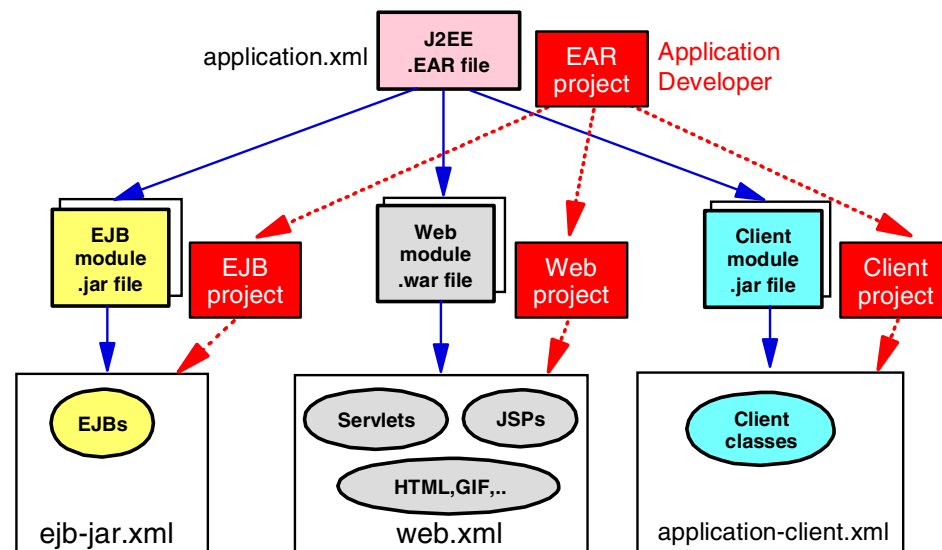 application.xml
J2EE
.EAR file
EAR
project
Application
Developer
EJB
module
.jar file
EJB
project
Web
module
.war file
Web
project
Client
module
.jar file
Client
project
EJBs
Servlets
JSPs
HTML,GIF,..
Client
classes
ejb-jar.xml
web.xml
application-client.xml